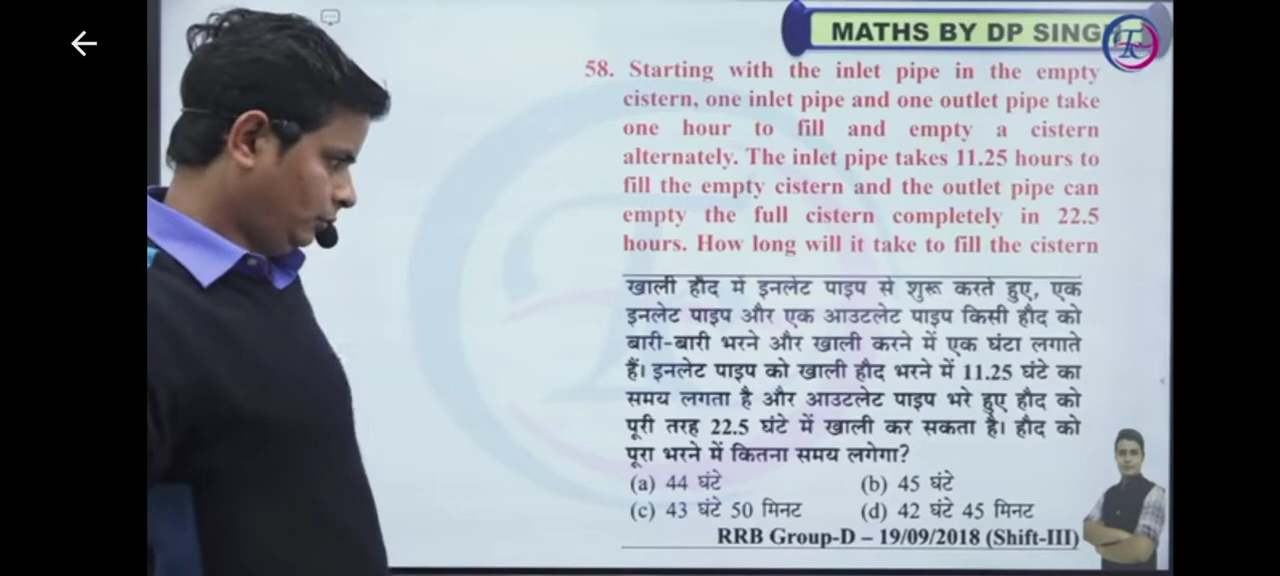 MATHS BY DP SING
58. Starting with the inlet pipe in the empty
cistern, one inlet pipe and one outlet pipe take
one hour to fill and empty a cistern
alternately. The inlet pipe takes 11.25 hours to
fill the empty cistern and the outlet pipe can
empty the full cistern completely in 22.5
hours. How long will it take to fill the cistern
खाली हौद में इनलेट पाइप से शुरू करते हुए, एक
इनलेट पाइप और एक आउटलेट पाइप किसी हौद को
बारी-बारी भरने और खाली करने में एक घंटा लगाते
हैं। इनलेट पाइप को खाली हौद भरने में 11.25 घंटे का
समय लगता है और आउटलेट पाइप भरे हुए हौद को
पूरी तरह 22.5 घंटे में खाली कर सकता है। हौद को
पूरा भरने में कितना समय लगेगा?
(a) 44 घंटे (b) 45 घंटे
(c) 43 घंटे 50 मिनट (d) 42 घंटे 45 मिनट
RRB Group-D – 19/09/2018 (Shift-III)